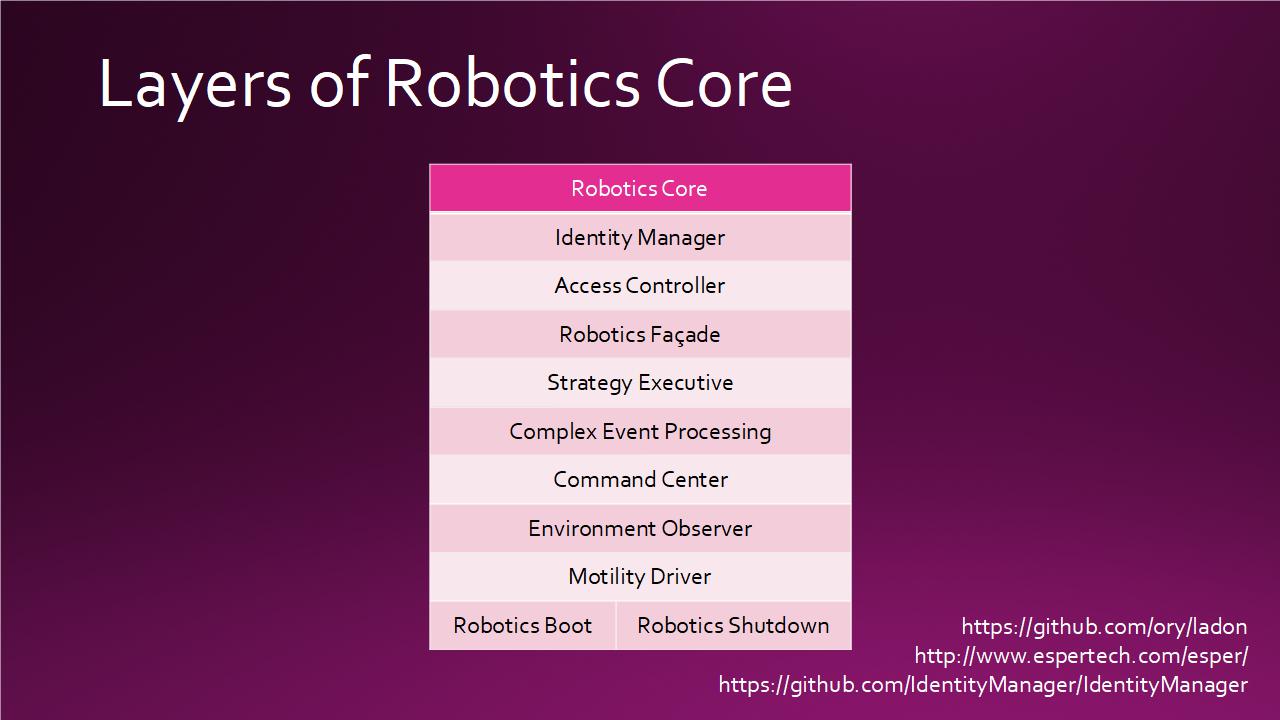 Layers of Robotics Core
Robotics Core
Identity Manager
Access Controller
Robotics Façade
Strategy Executive
Complex Event Processing
Command Center
Environment Observer
Motility Driver
Robotics Boot
Robotics Shutdown
https://github.com/ory/ladon
http://www.espertech.com/esper/
https://github.com/IdentityManager/IdentityManager